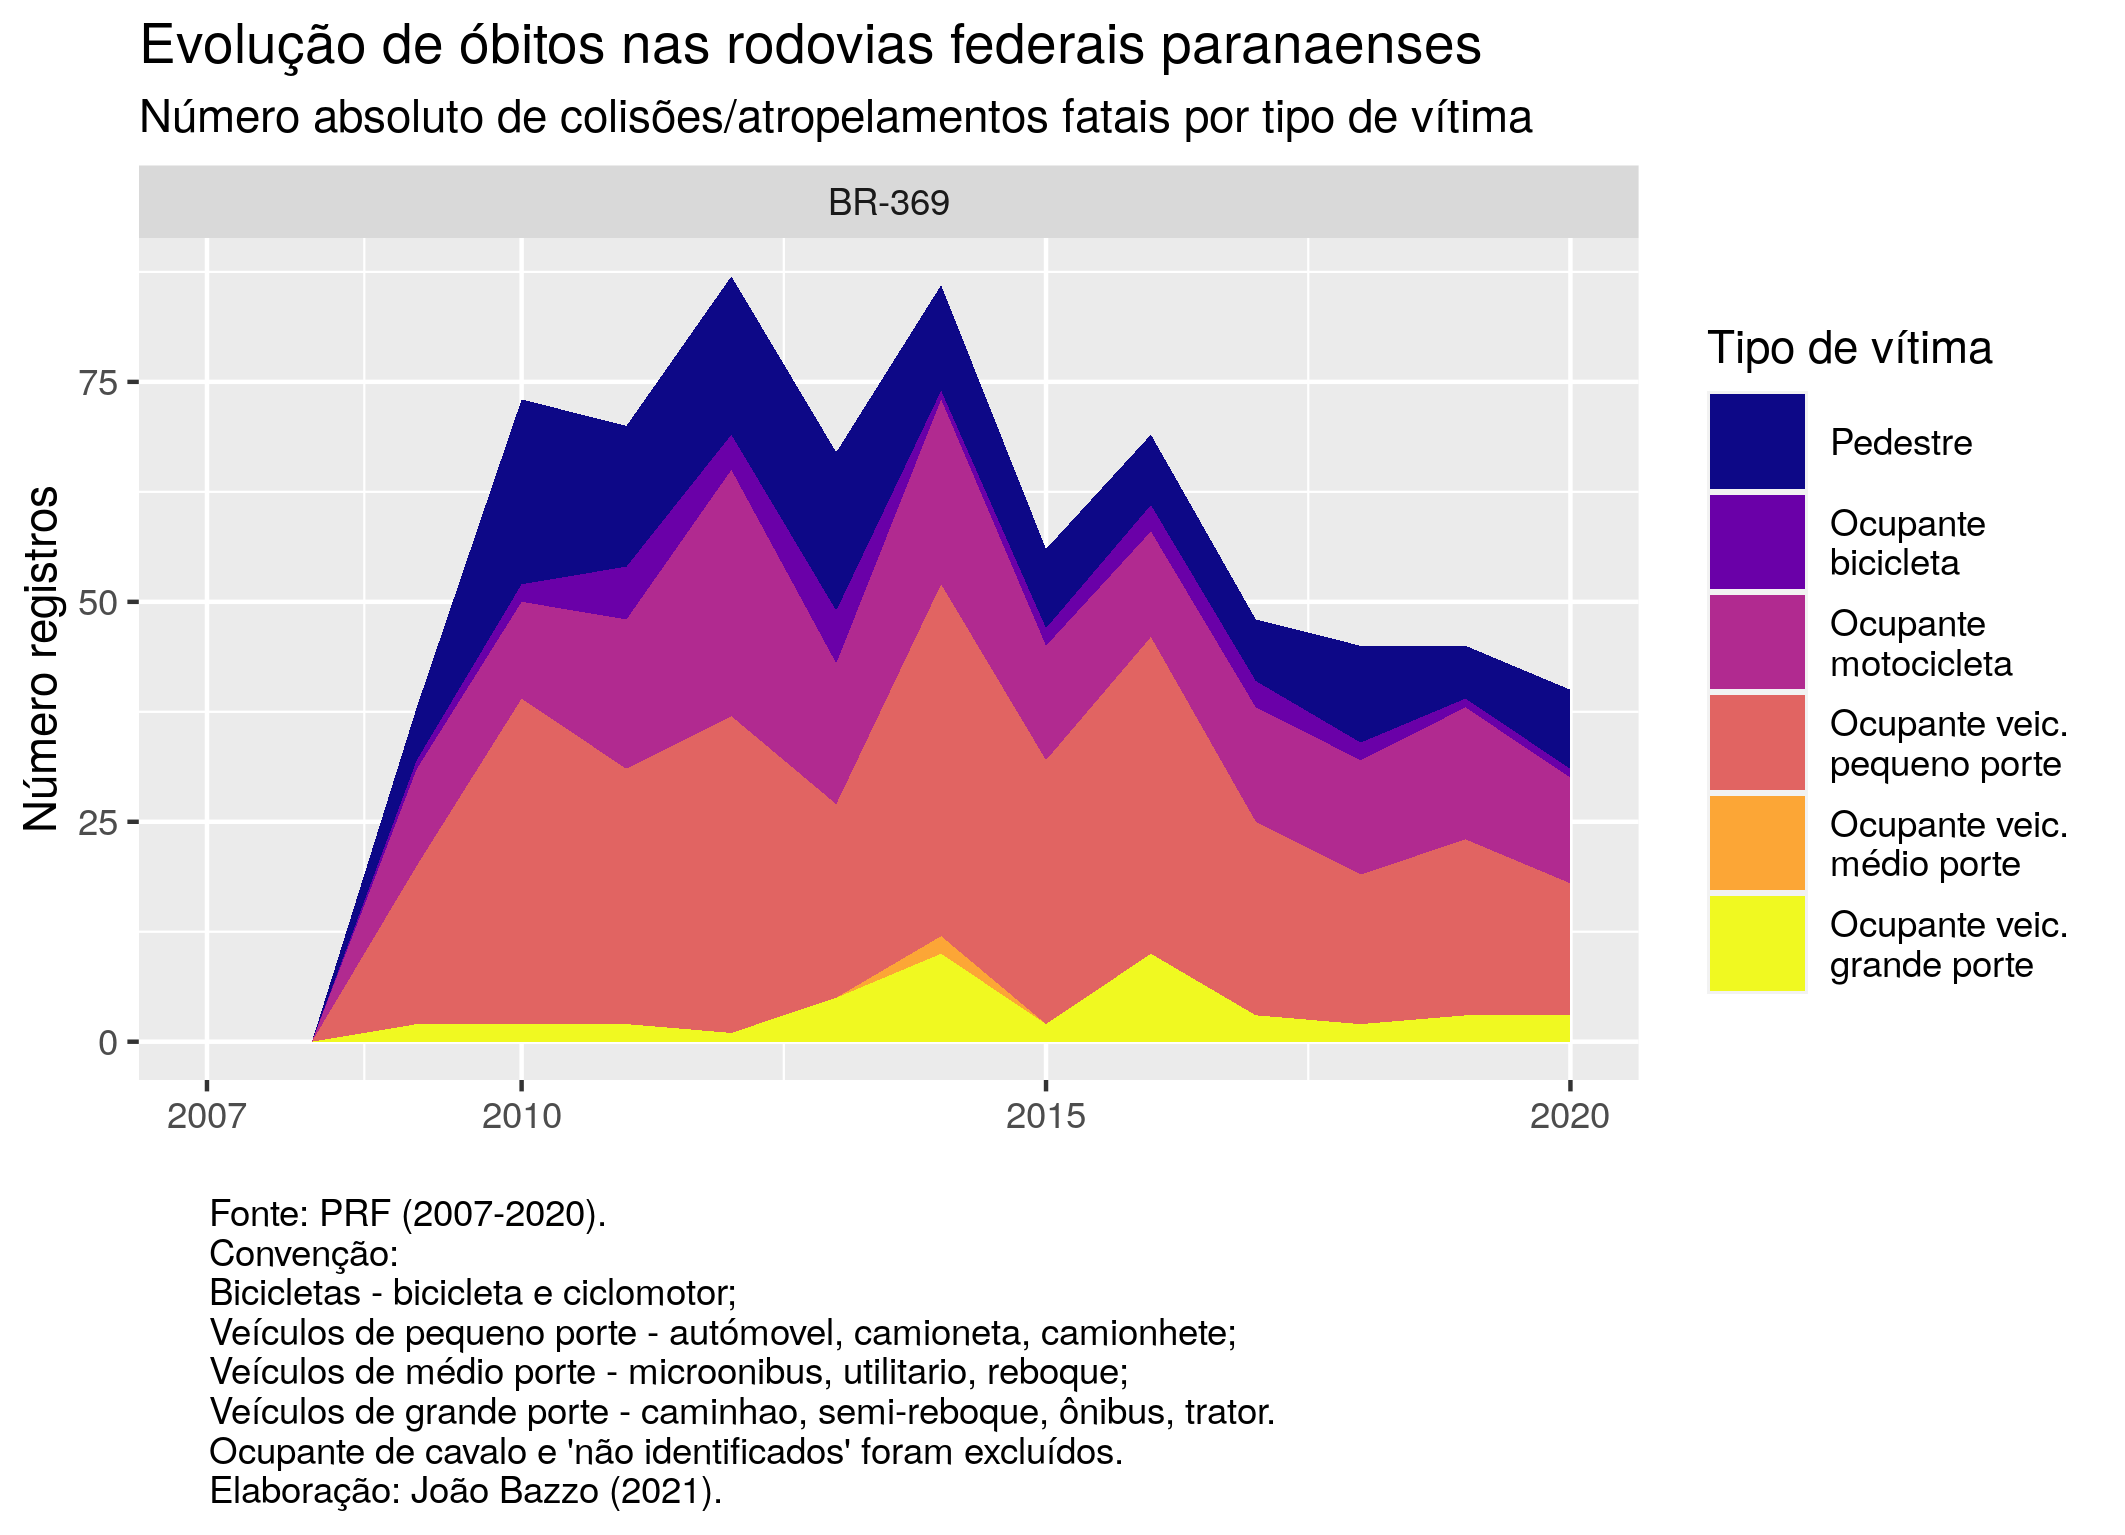 Evolução de óbitos nas rodovias federais paranaenses
Número absoluto de colisões/atropelamentos fatais por tipo de vítima
BR-369
Número registros
75
50
25
0
2007
2010
2015
2020
Tipo de vítima
Pedestre
Ocupante
bicicleta
Ocupante
motocicleta
Ocupante veic.
pequeno porte
Ocupante veic.
médio porte
Ocupante veic.
grande porte
Fonte: PRF (2007-2020).
Convenção:
Bicicletas - bicicleta e ciclomotor;
Veículos de pequeno porte - autómovel, camioneta, camionhete;
Veículos de médio porte - microonibus, utilitario, reboque;
Veículos de grande porte - caminhao, semi-reboque, ônibus, trator.
Ocupante de cavalo e 'não identificados' foram excluídos.
Elaboração: João Bazzo (2021).